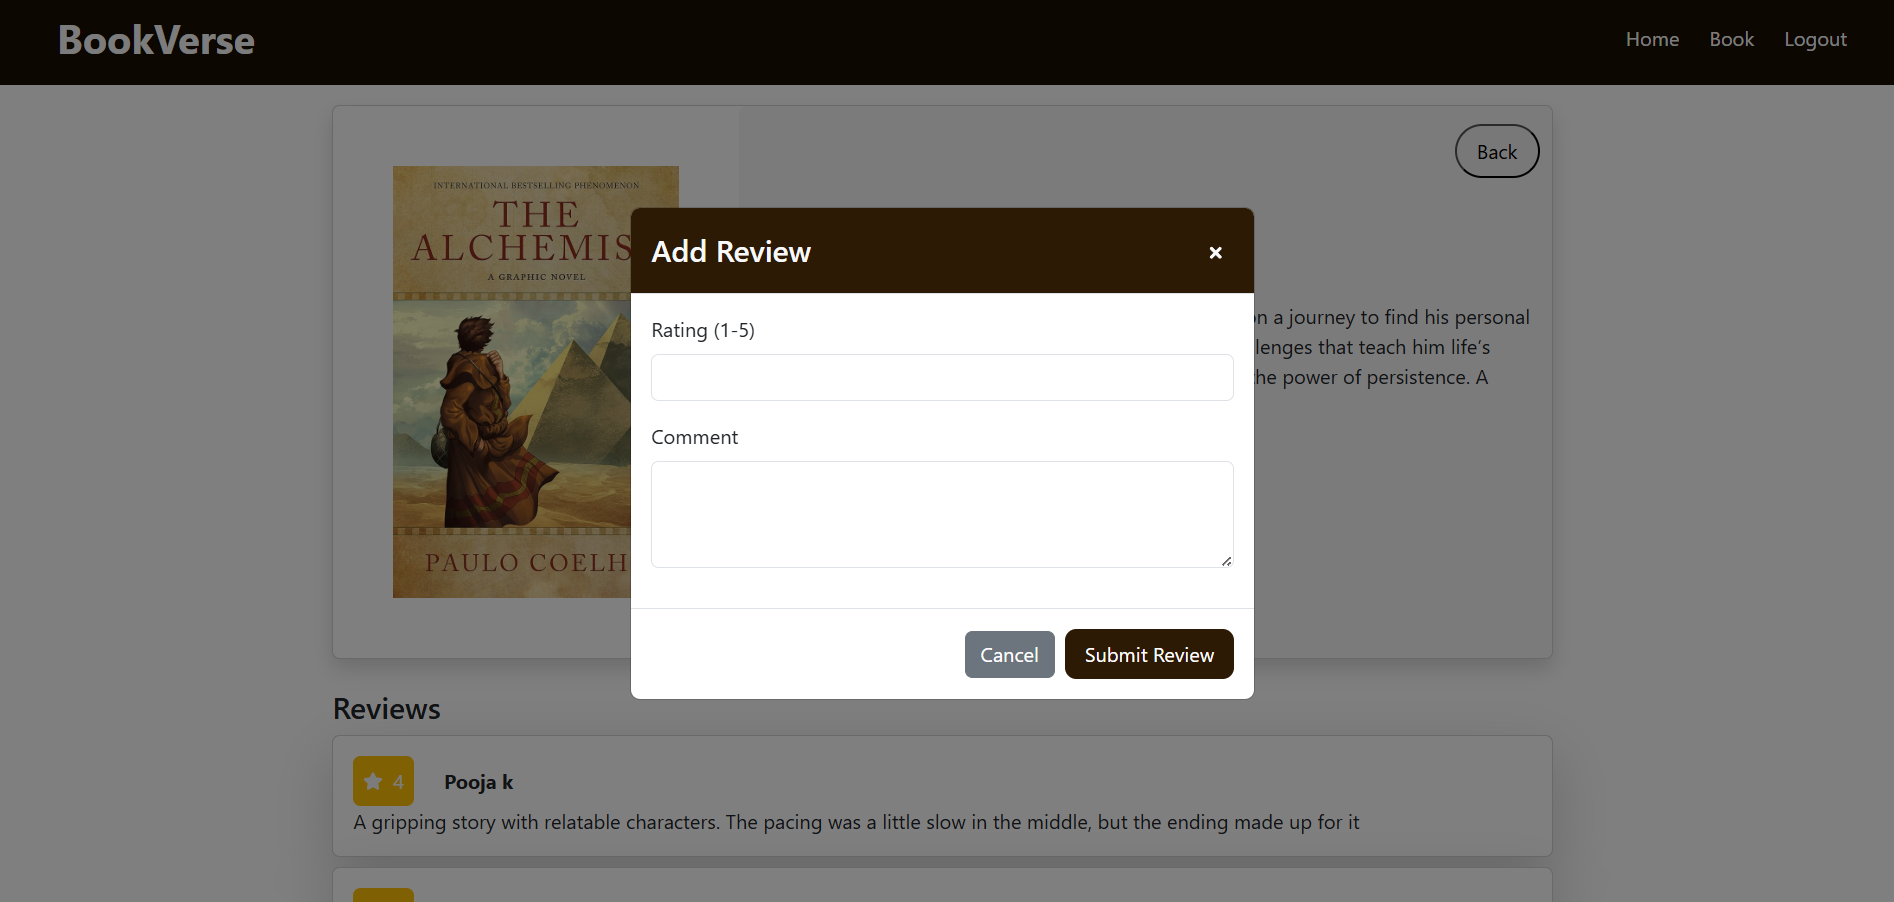 BookVerse
Home Book Logout
Back
INTERNATIONAL BESTSELLING PHENOMENON
THE
ALCHEMIS
A GRAPHIC NOVEL
PAULO COELH
Add Review
×
Rating (1-5)
Comment
Cancel Submit Review
a journey to find his personal
that teach him life's
power of persistence. A
Reviews
4 Pooja k
A gripping story with relatable characters. The pacing was a little slow in the middle, but the ending made up for it